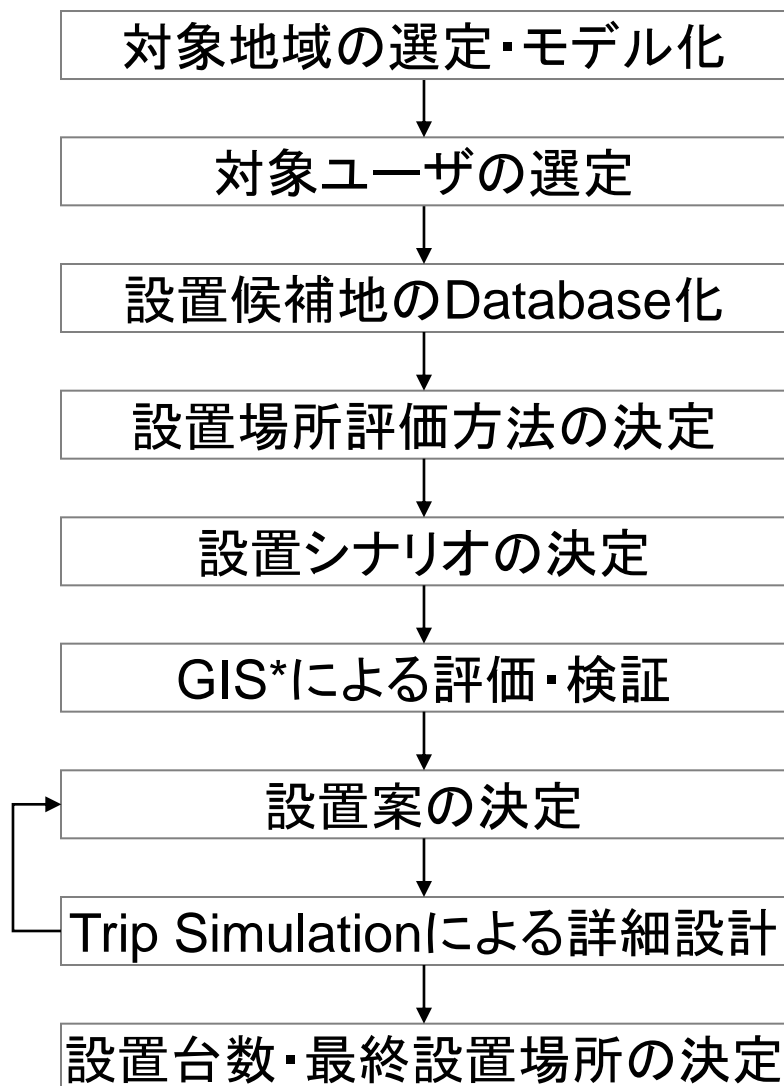 対象地域の選定・モデル化
対象ユーザの選定
設置候補地のDatabase化
設置場所評価方法の決定
設置シナリオの決定
GIS*による評価・検証
設置案の決定
Trip Simulationによる詳細設計
設置台数・最終設置場所の決定